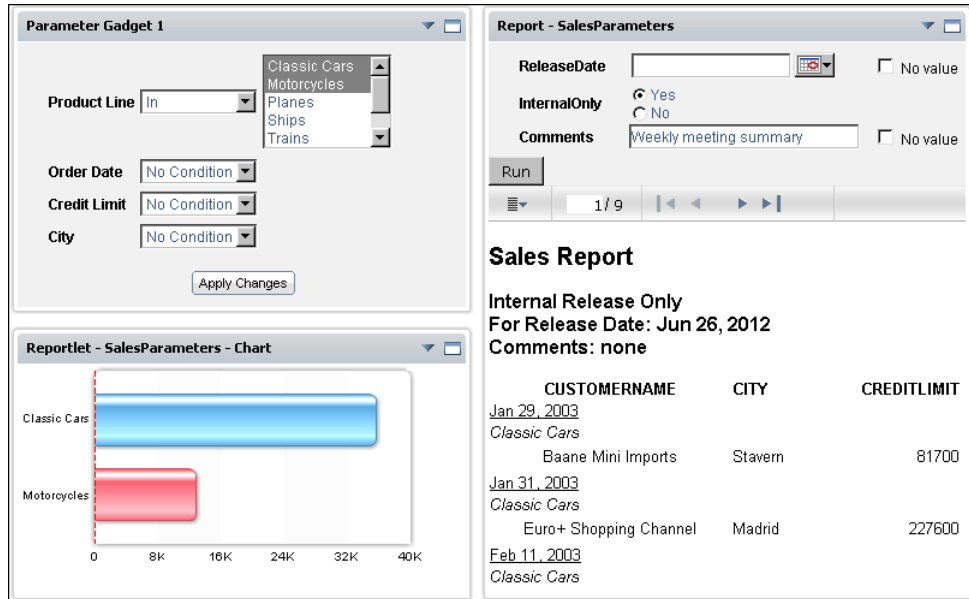 Parameter Gadget 1
Product Line In
Classic Cars
Motorcycles
Planes
Ships
Trains
Order Date No Condition
Credit Limit No Condition
City No Condition
Apply Changes
Reportlet - SalesParameters - Chart
Classic Cars
Motorcycles
0 8K 16K 24K 32K 40K
Report - SalesParameters
ReleaseDate No value
InternalOnly Yes
No
Comments Weekly meeting summary No value
Run
1/ 9
Sales Report
Internal Release Only
For Release Date: Jun 26, 2012
Comments: none
CUSTOMERNAME CITY CREDITLIMIT
Jan 29, 2003
Classic Cars
Baane Mini Imports Stavern 81700
Jan 31, 2003
Classic Cars
Euro+ Shopping Channel Madrid 227600
Feb 11, 2003
Classic Cars